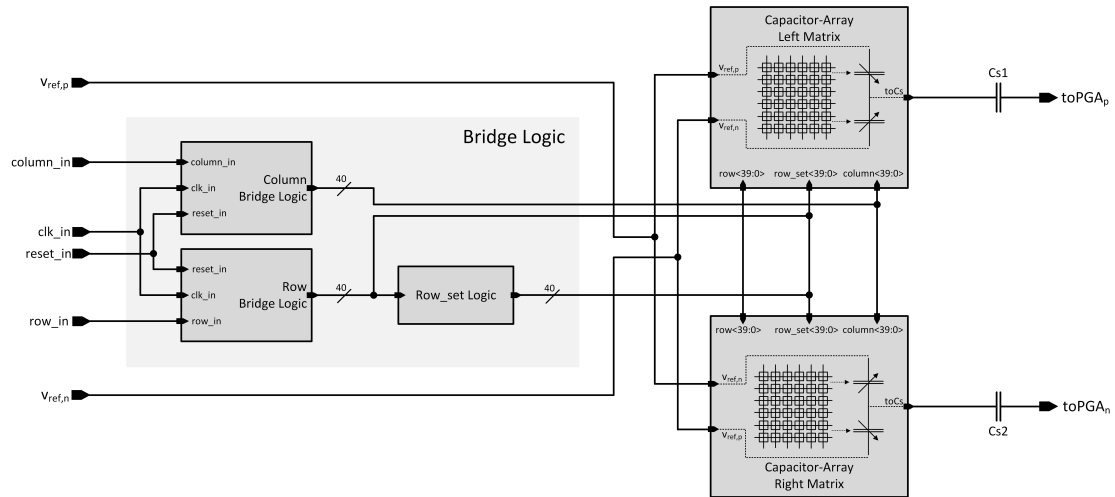 Capacitor-Array
Left Matrix
v_ref,p
v_ref,p
toCs
Cs1
toPGA_p
v_ref,n
Bridge Logic
column_in
column_in
Column
Bridge Logic
clk_in
40
row<39:0>
row_set<39:0>
column<39:0>
reset_in
clk_in
reset_in
reset_in
Row
Bridge Logic
clk_in
40
Row_set Logic
40
row_in
row_in
row<39:0>
row_set<39:0>
column<39:0>
v_ref,n
v_ref,n
toCs
Cs2
toPGA_n
v_ref,p
Capacitor-Array
Right Matrix